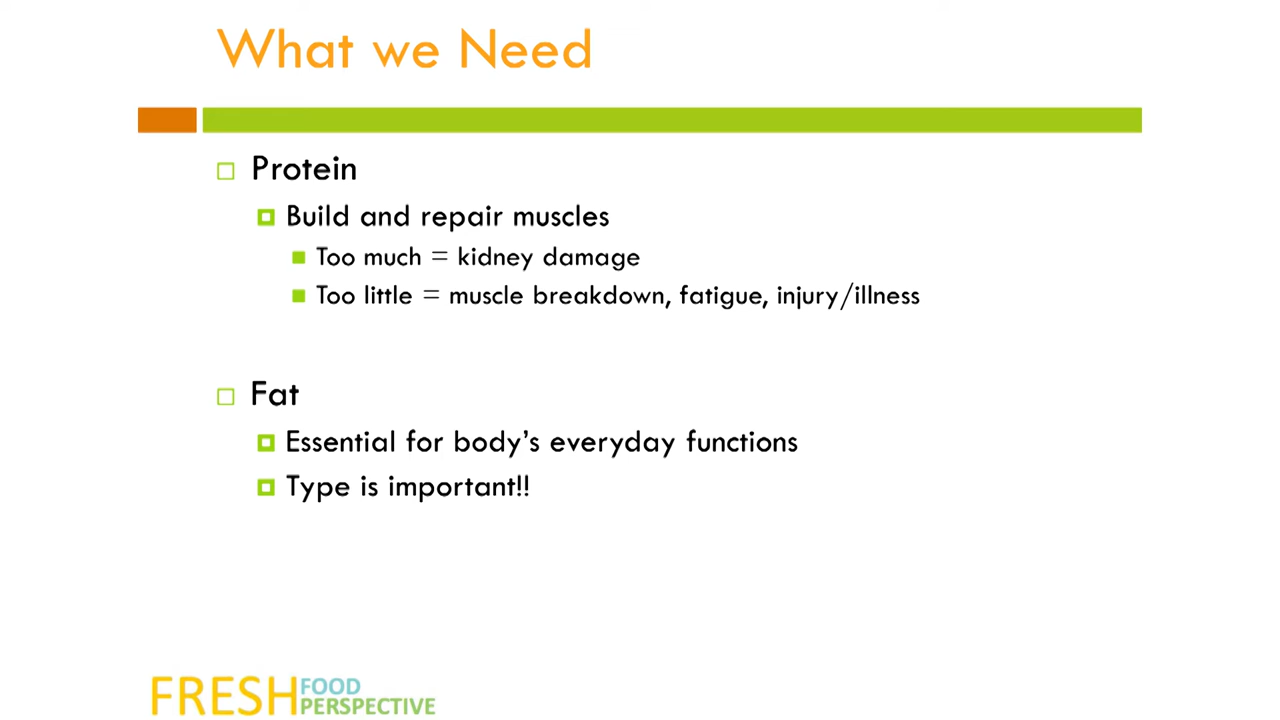 What we Need
Protein
Build and repair muscles
Too much = kidney damage
Too little = muscle breakdown, fatigue, injury/illness
Fat
Essential for body's everyday functions
Type is important!!
FRESH FOOD
PERSPECTIVE